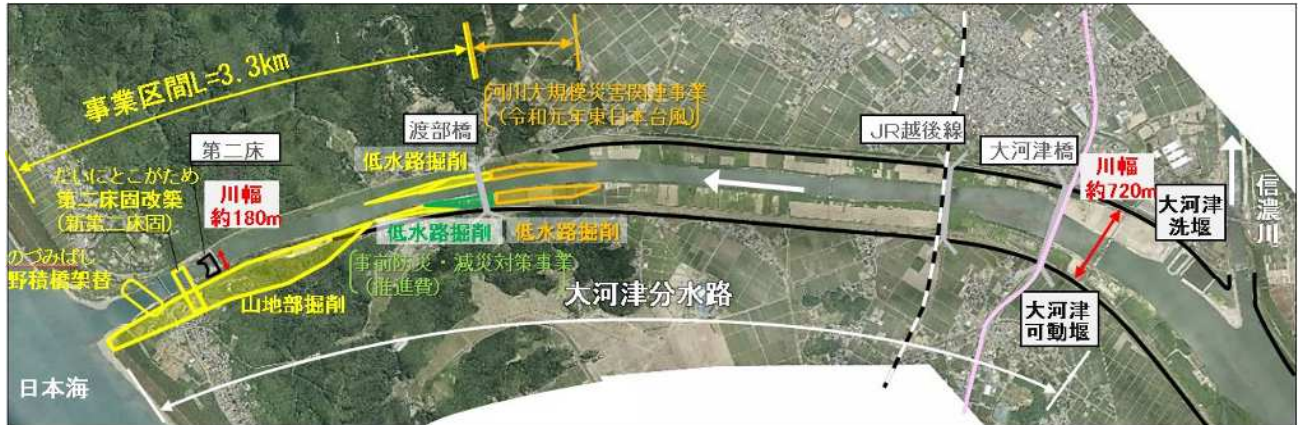 事業区間L=3.3km
河川大規模災害関連事業
(令和元年東日本台風)
渡部橋
第二床
低水路掘削
JR越後線
大河津橋
川幅
約720m
大河津
洗堰
信濃川
だいにとこがため
第二床固改築
(新第二床固)
川幅
約180m
低水路掘削
低水路掘削
のづみばし
野積橋架替
事前防災・減災対策事業
(推進費)
山地部掘削
大河津分水路
大河津
可動堰
日本海